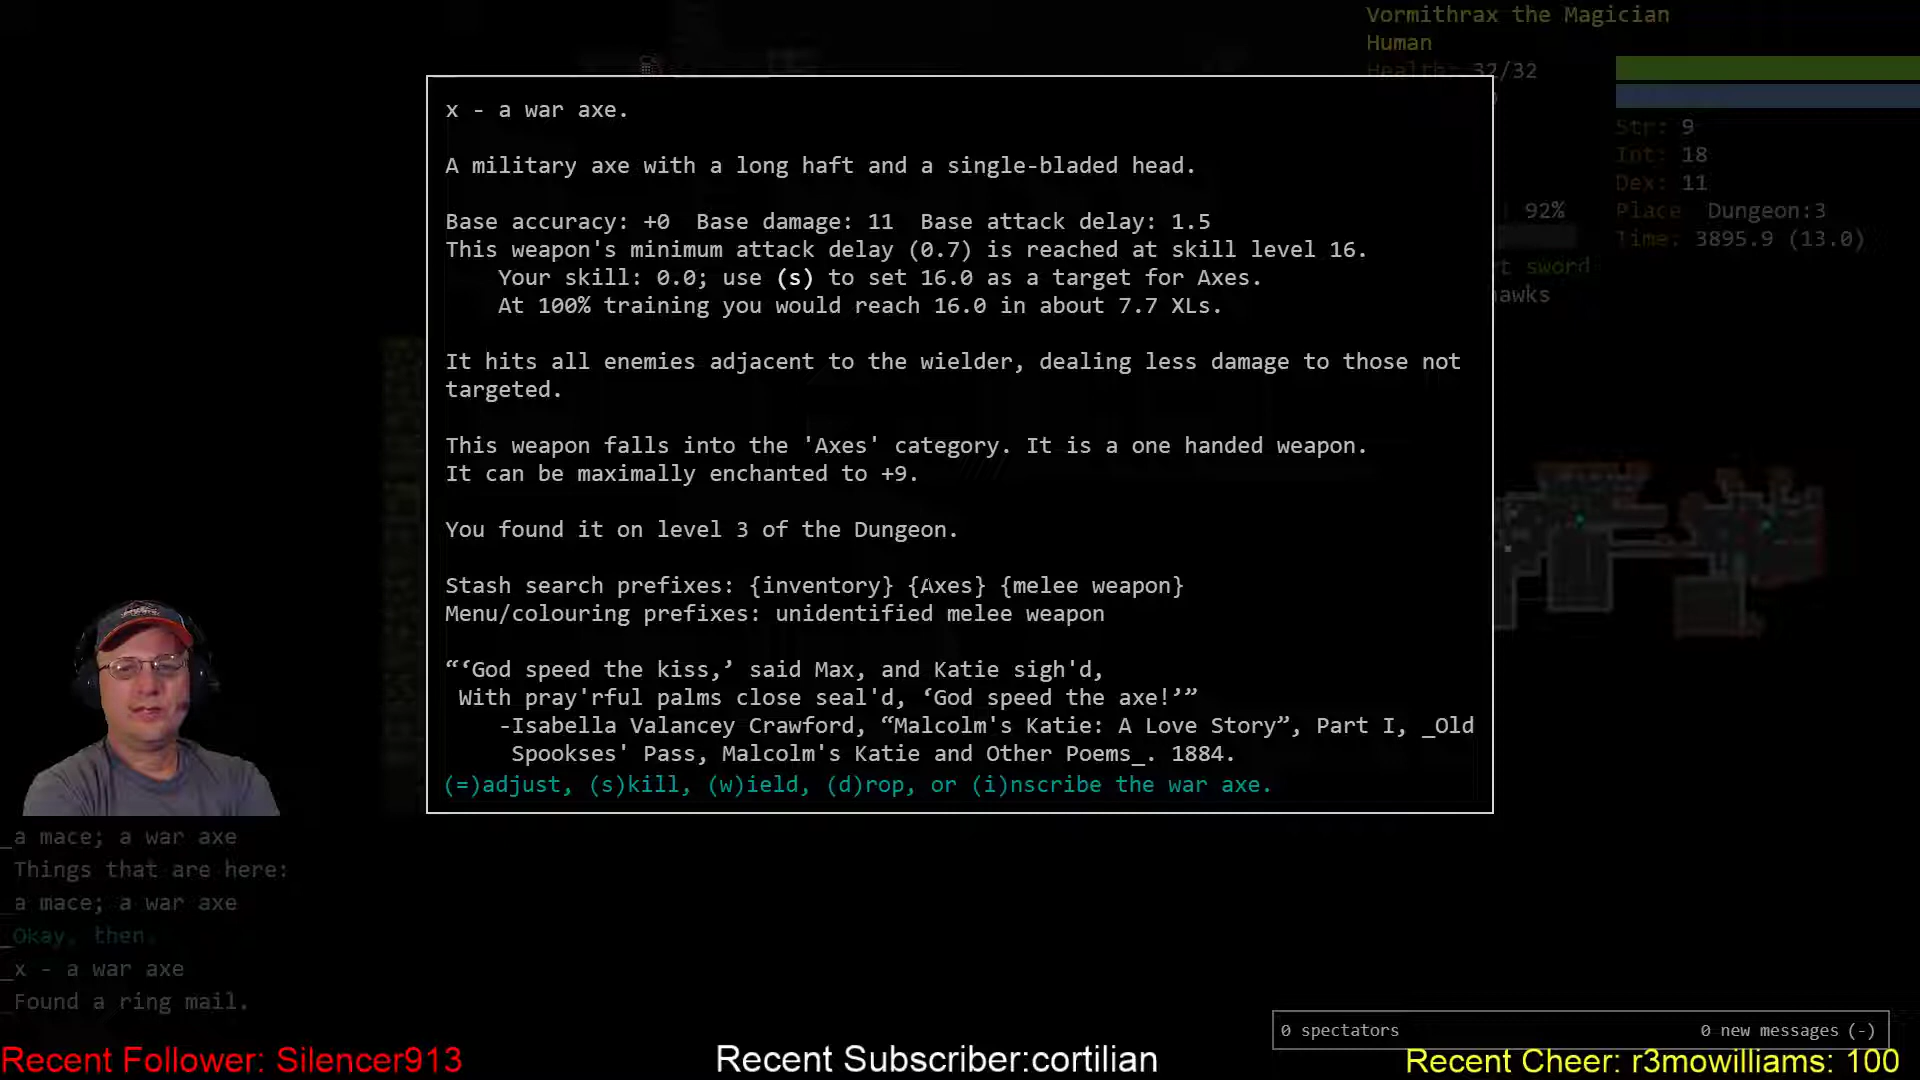 Vormithrax the Magician
Human
Health: 32/32
x - a war axe.
A military axe with a long haft and a single-bladed head.
Base accuracy: +0  Base damage: 11  Base attack delay: 1.5
This weapon's minimum attack delay (0.7) is reached at skill level 16.
Your skill: 0.0; use (s) to set 16.0 as a target for Axes.
At 100% training you would reach 16.0 in about 7.7 XLs.
It hits all enemies adjacent to the wielder, dealing less damage to those not
targeted.
This weapon falls into the 'Axes' category. It is a one handed weapon.
It can be maximally enchanted to +9.
You found it on level 3 of the Dungeon.
Stash search prefixes: {inventory} {Axes} {melee weapon}
Menu/colouring prefixes: unidentified melee weapon
“‘God speed the kiss,’ said Max, and Katie sigh'd,
With pray'rful palms close seal'd, ‘God speed the axe!’”
-Isabella Valancey Crawford, “Malcolm's Katie: A Love Story”, Part I, _Old
Spookses' Pass, Malcolm's Katie and Other Poems_. 1884.
(=)adjust, (s)kill, (w)ield, (d)rop, or (i)nscribe the war axe.
Str: 9
Int: 18
Dex: 11
92%
Place Dungeon:3
Time: 3895.9 (13.0)
sword
_a mace; a war axe
Things that are here:
_a mace; a war axe
_Okay, then.
_x - a war axe
_Found a ring mail.
0 spectators
0 new messages (-)
Recent Follower: Silencer913
Recent Subscriber:cortilian
Recent Cheer: r3mowilliams: 100